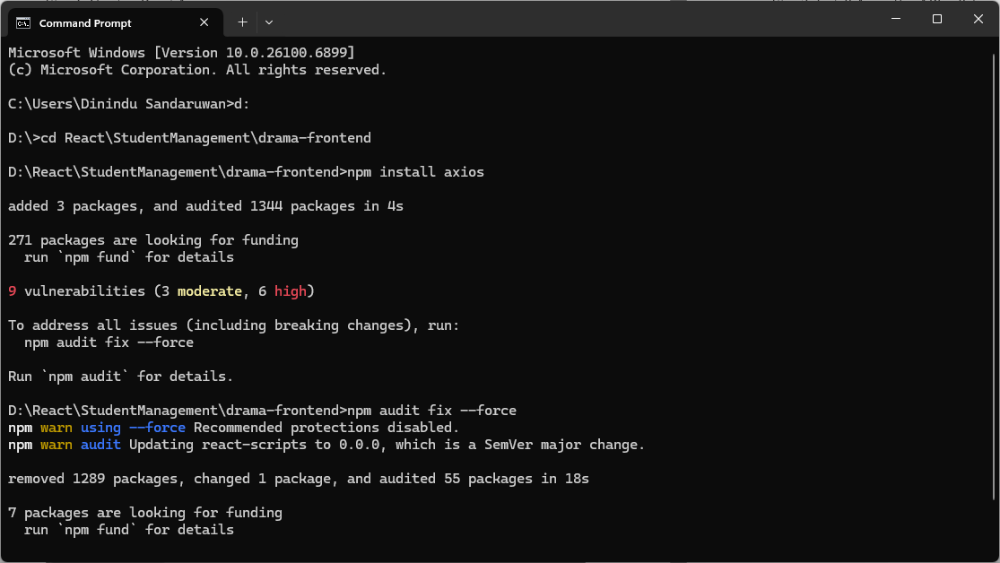 Command Prompt
Microsoft Windows [Version 10.0.26100.6899]
(c) Microsoft Corporation. All rights reserved.
C:\Users\Dinindu Sandaruwan>d:
D:\>cd React\StudentManagement\drama-frontend
D:\React\StudentManagement\drama-frontend>npm install axios
added 3 packages, and audited 1344 packages in 4s
271 packages are looking for funding
  run `npm fund` for details
9 vulnerabilities (3 moderate, 6 high)
To address all issues (including breaking changes), run:
  npm audit fix --force
Run `npm audit` for details.
D:\React\StudentManagement\drama-frontend>npm audit fix --force
npm warn using --force Recommended protections disabled.
npm warn audit Updating react-scripts to 0.0.0, which is a SemVer major change.
removed 1289 packages, changed 1 package, and audited 55 packages in 18s
7 packages are looking for funding
  run `npm fund` for details